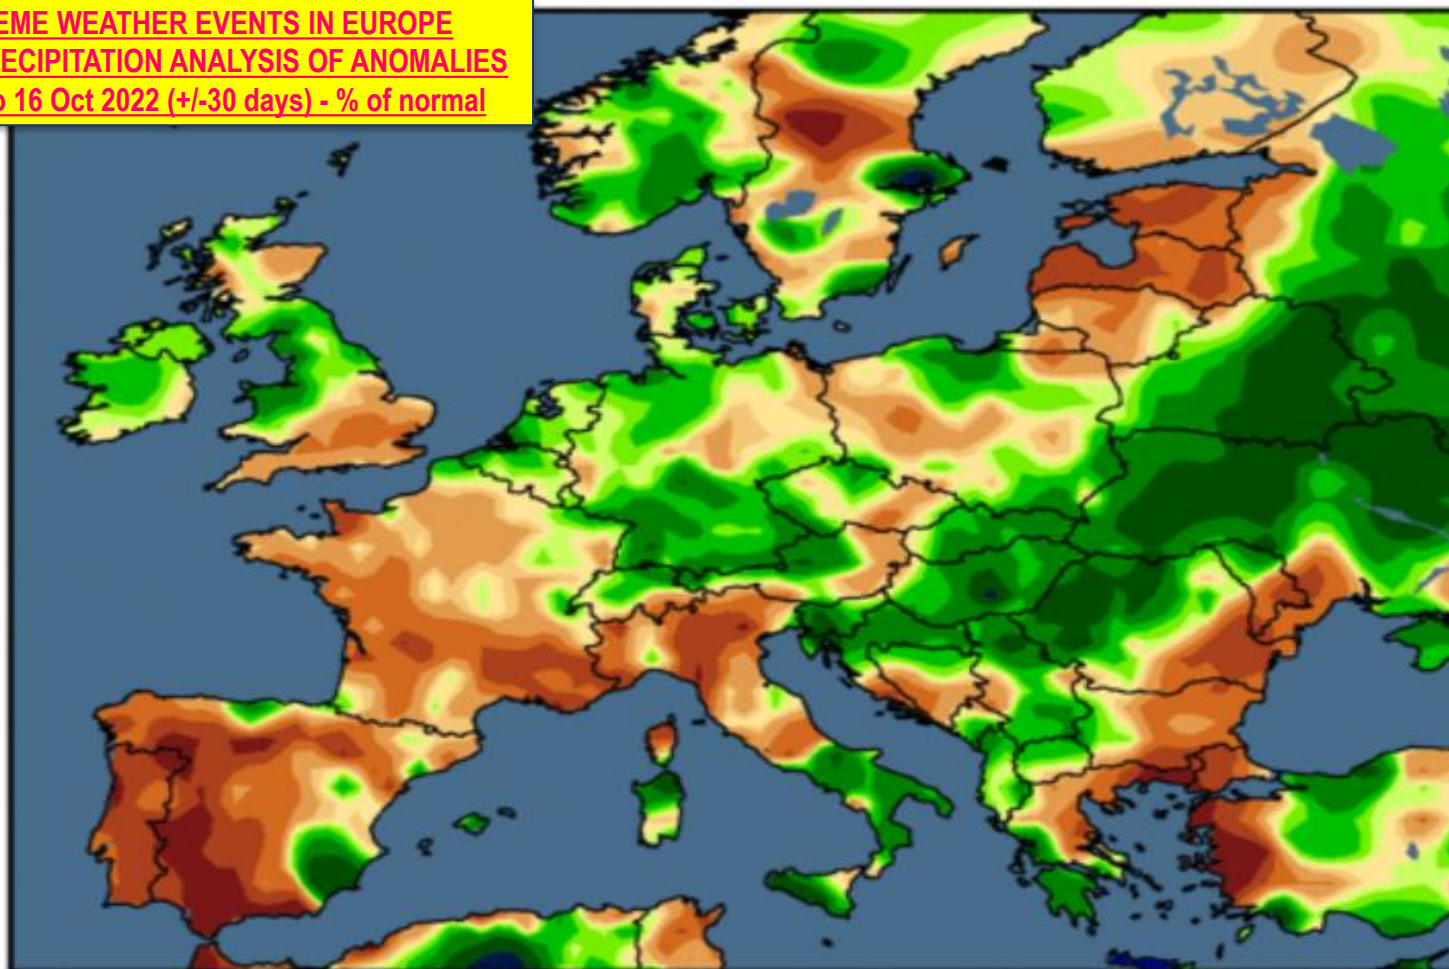 EME WEATHER EVENTS IN EUROPE
ECIPITATION ANALYSIS OF ANOMALIES
16 Oct 2022 (+/-30 days) - % of normal